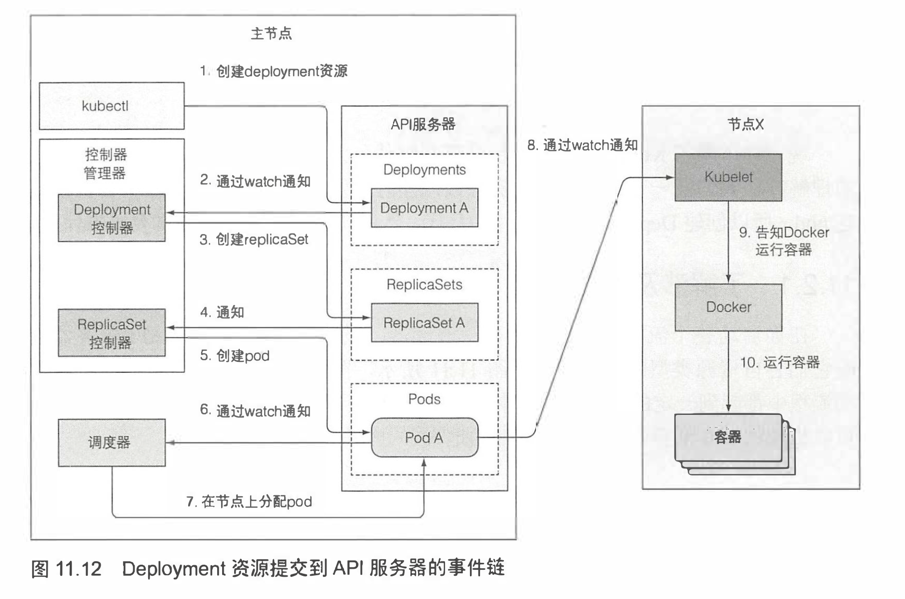 主节点
1. 创建deployment资源
kubectl
API服务器
控制器
管理器
Deployments
2. 通过watch通知
Deployment
控制器
Deployment A
3. 创建replicaSet
ReplicaSets
4. 通知
ReplicaSet
控制器
ReplicaSet A
5. 创建pod
Pods
6. 通过watch通知
调度器
Pod A
7. 在节点上分配pod
8. 通过watch通知
节点X
Kubelet
9. 告知Docker
运行容器
Docker
10. 运行容器
容器
图 11.12 Deployment 资源提交到 API 服务器的事件链